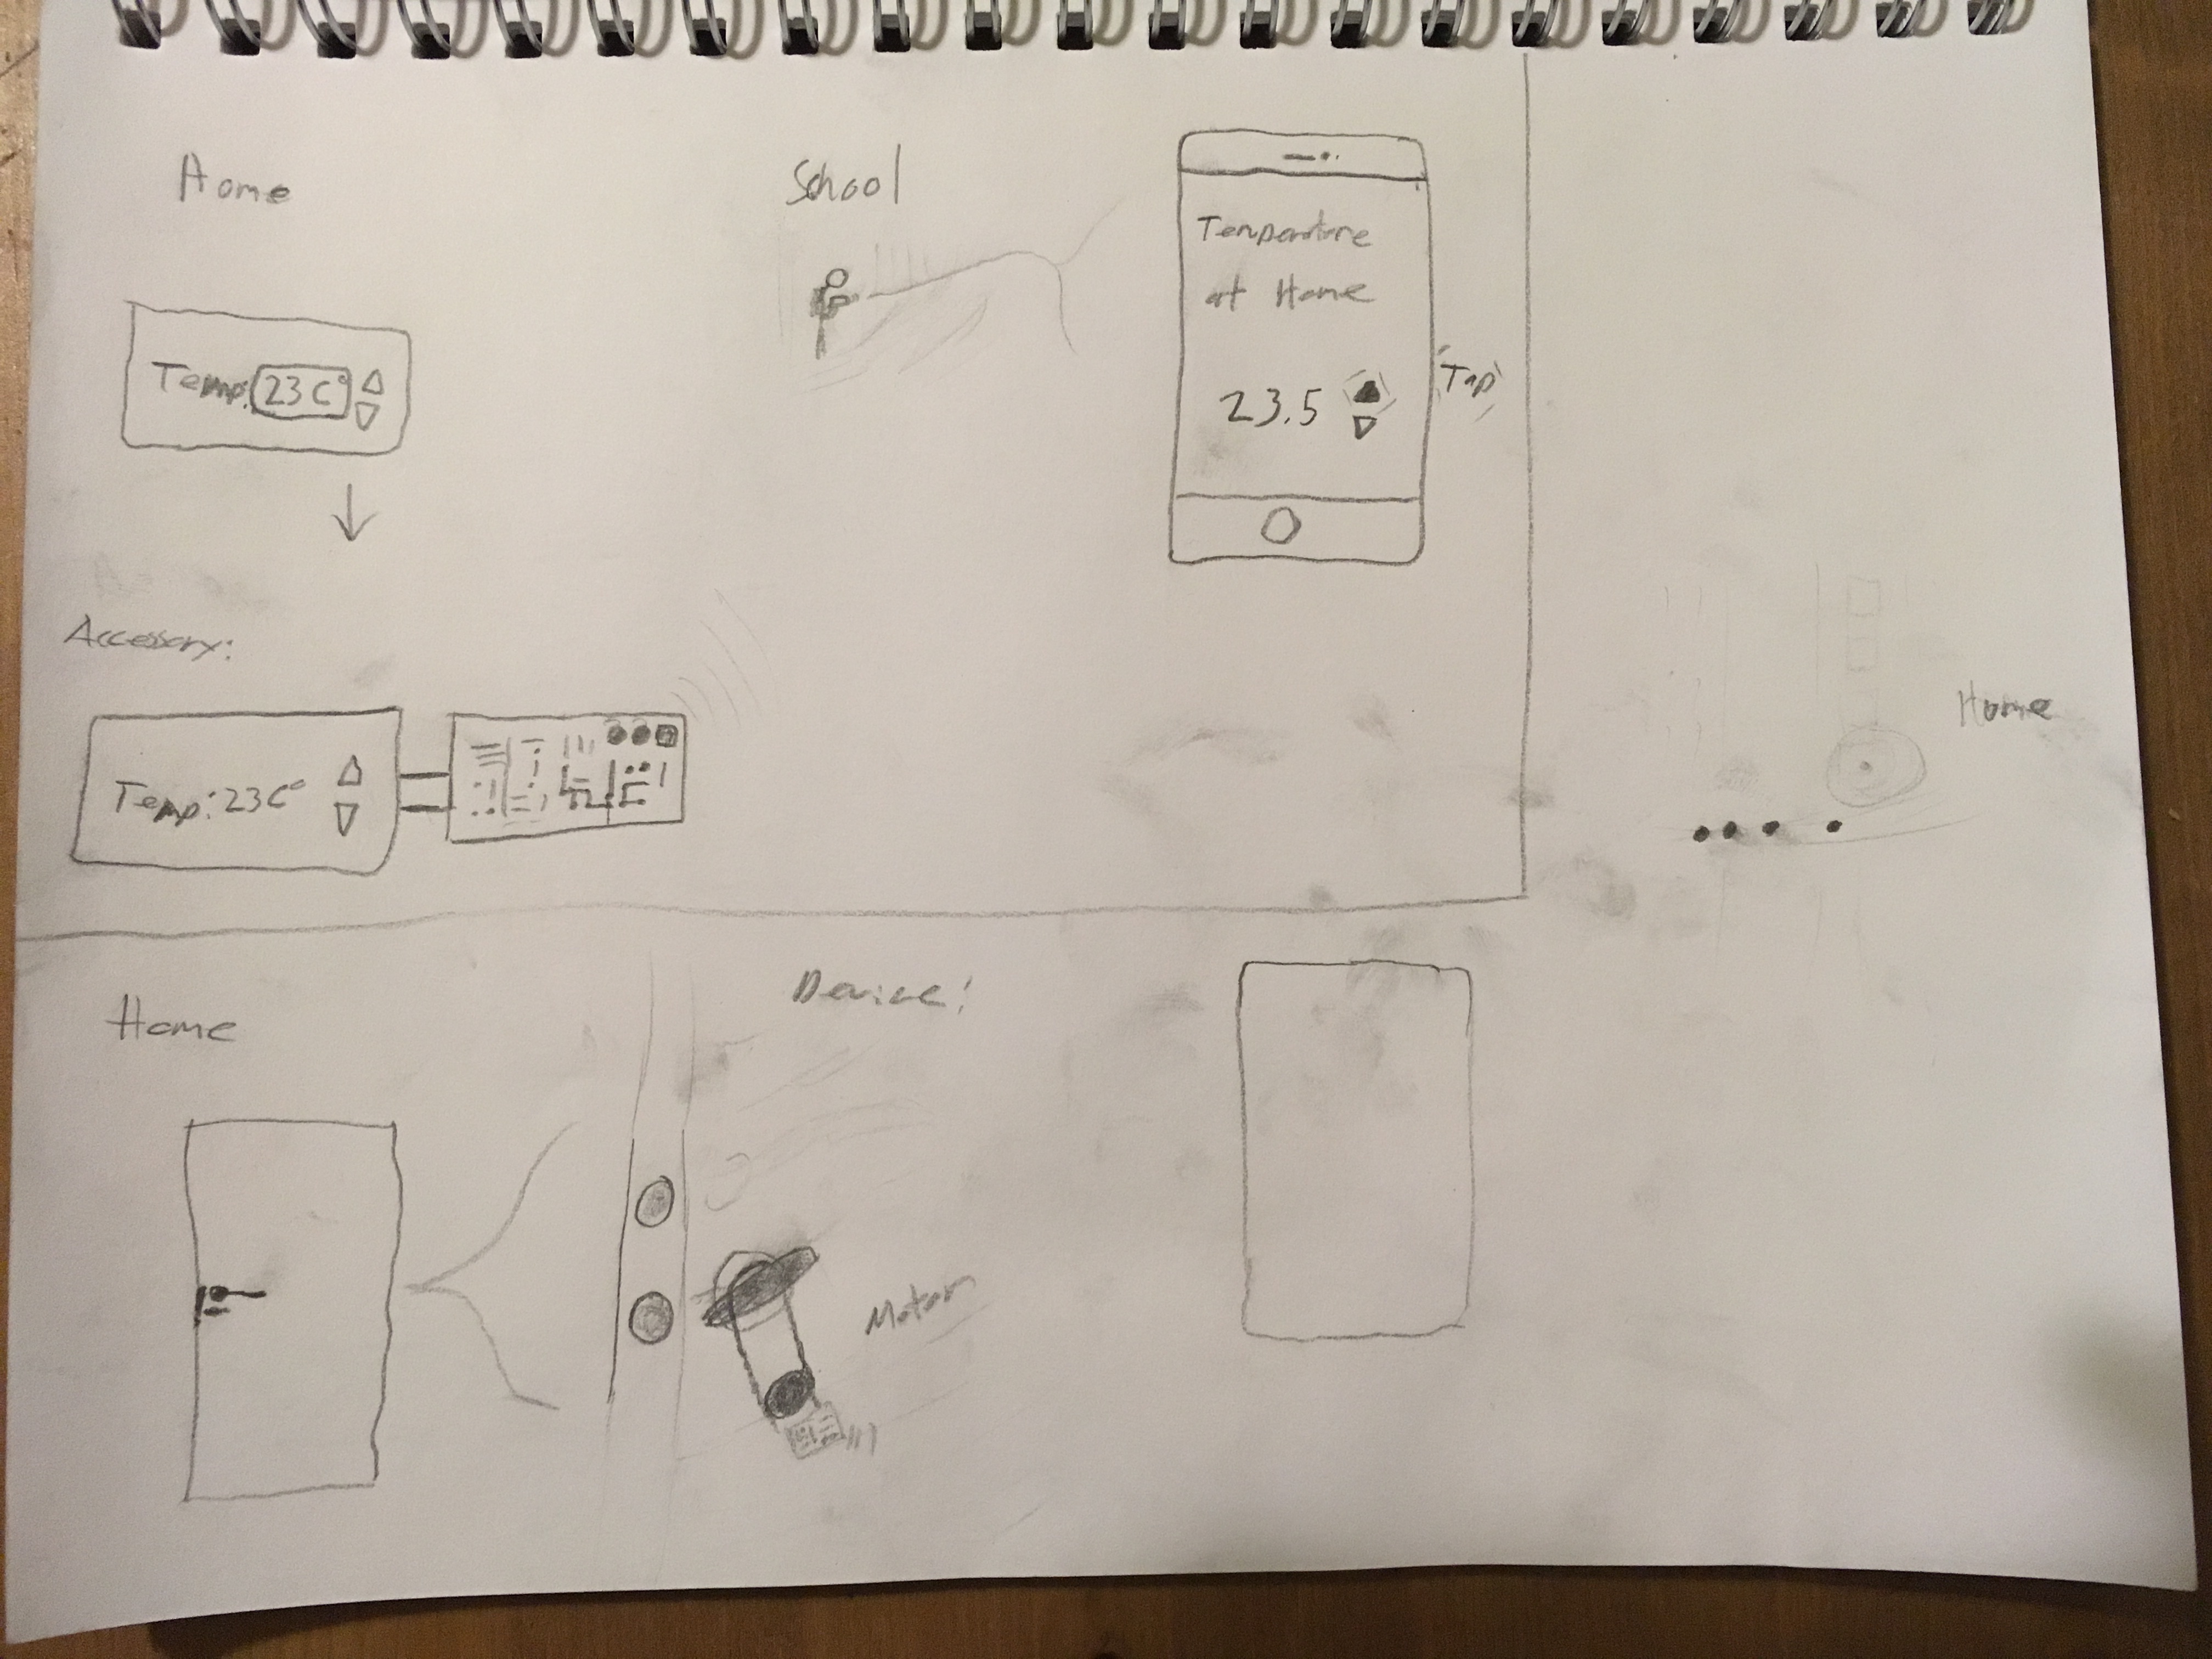 Home
School
Temperature
at Home
Temp: 23 C°
23.5
Tap
Accessory:
Home
Temp: 23 C°
Device:
Home
Motor